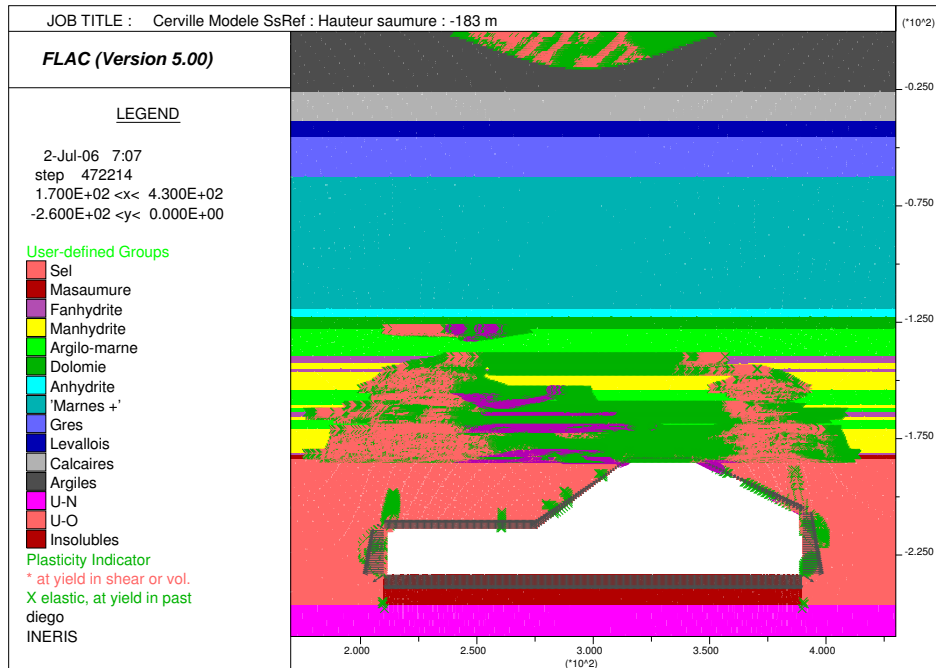 JOB TITLE : Cerville Modele SsRef : Hauteur saumure : -183 m
(*10^2)
FLAC (Version 5.00)
LEGEND
2-Jul-06 7:07
step 472214
1.700E+02 <x< 4.300E+02
-2.600E+02 <y< 0.000E+00
User-defined Groups
Sel
Masaumure
Fanhydrite
Manhydrite
Argilo-marne
Dolomie
Anhydrite
'Marnes +'
Gres
Levallois
Calcaires
Argiles
U-N
U-O
Insolubles
Plasticity Indicator
* at yield in shear or vol.
X elastic, at yield in past
diego
INERIS
-0.250
-0.750
-1.250
-1.750
-2.250
2.000 2.500 3.000 3.500 4.000
(*10^2)